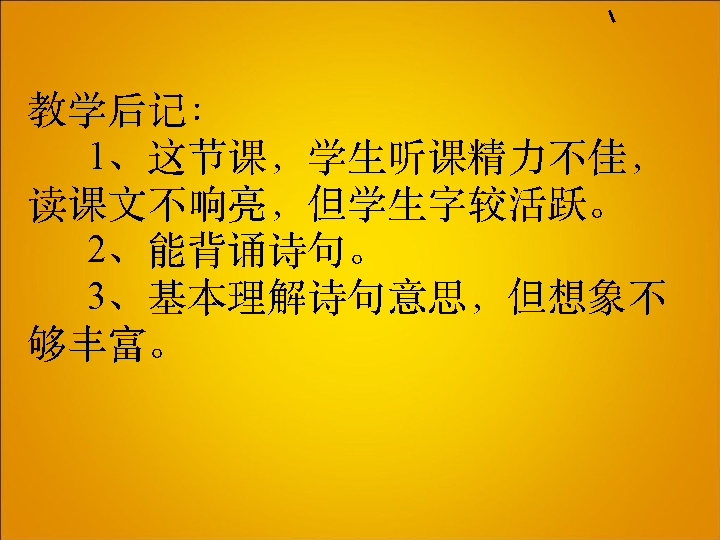 教学后记：
1、这节课，学生听课精力不佳，
读课文不响亮，但学生字较活跃。
2、能背诵诗句。
3、基本理解诗句意思，但想象不
够丰富。